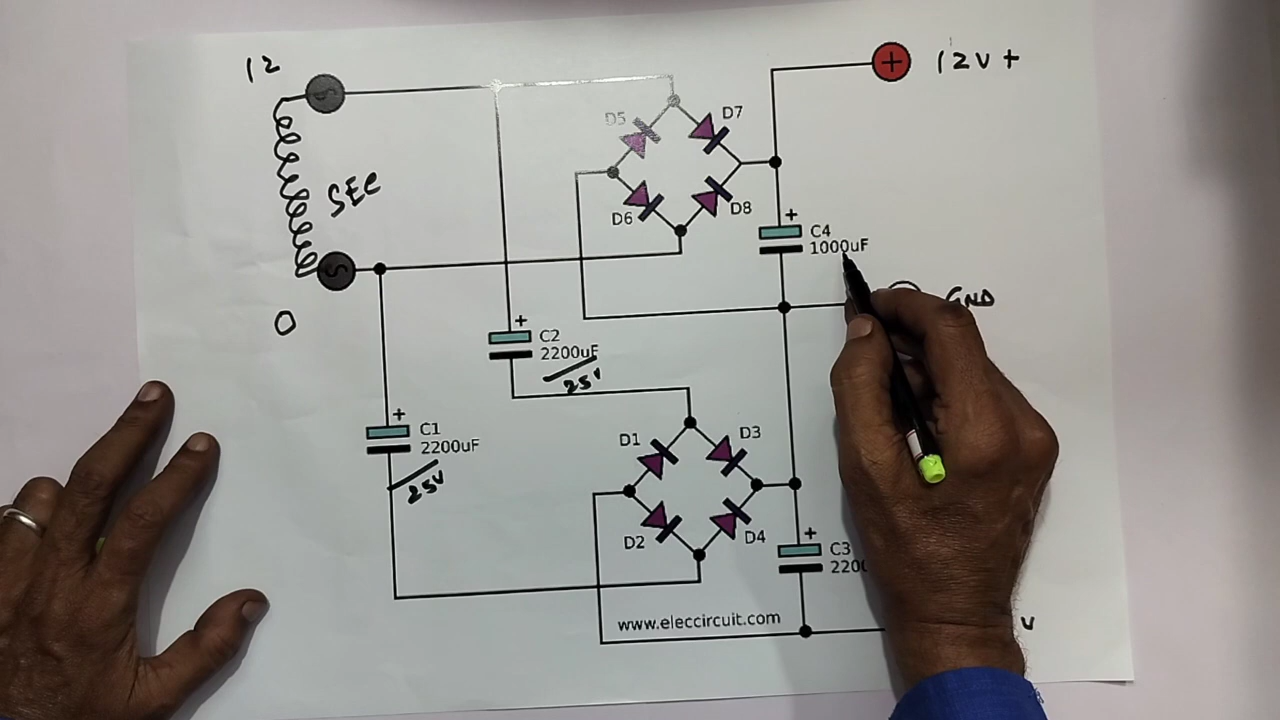 12
12V +
D5
D7
SEC
D6
D8
+
C4
1000uF
GND
0
+
C2
2200uF
25V
+
C1
2200uF
25V
D1
D3
D2
D4
+
C3
www.eleccircuit.com
V